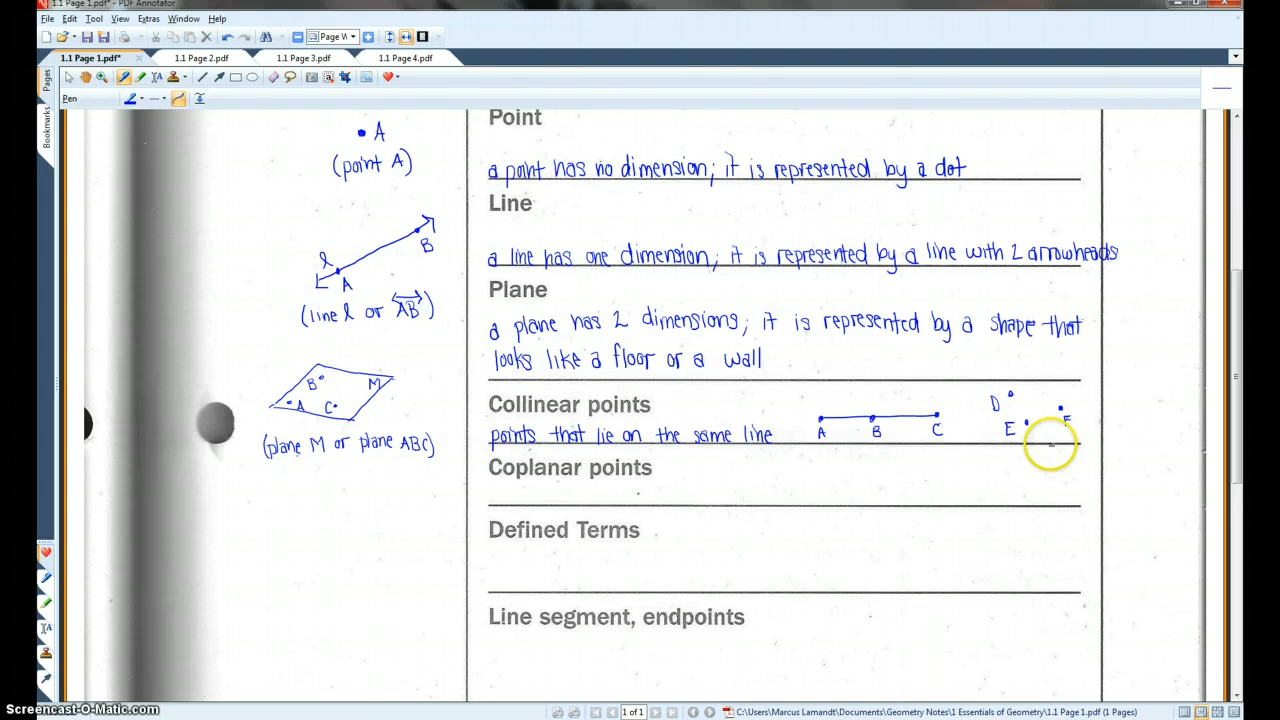 1.1 Page 1.pdf* - PDF Annotator
File Edit Tool View Extras Window Help
Page W
1.1 Page 1.pdf* 1.1 Page 2.pdf 1.1 Page 3.pdf 1.1 Page 4.pdf
Pen
Pages
Bookmarks
• A
(point A)
l
A
B
(line l or AB)
B
M
A
C
(plane M or plane ABC)
Point
a point has no dimension; it is represented by a dot
Line
a line has one dimension; it is represented by a line with 2 arrowheads
Plane
a plane has 2 dimensions; it is represented by a shape that
looks like a floor or a wall
Collinear points
points that lie on the same line
A B C
D
E
F
Coplanar points
Defined Terms
Line segment, endpoints
Screencast-O-Matic.com
1 of 1
C:\Users\Marcus Lamandt\Documents\Geometry Notes\1 Essentials of Geometry\1.1 Page 1.pdf (1 Pages)